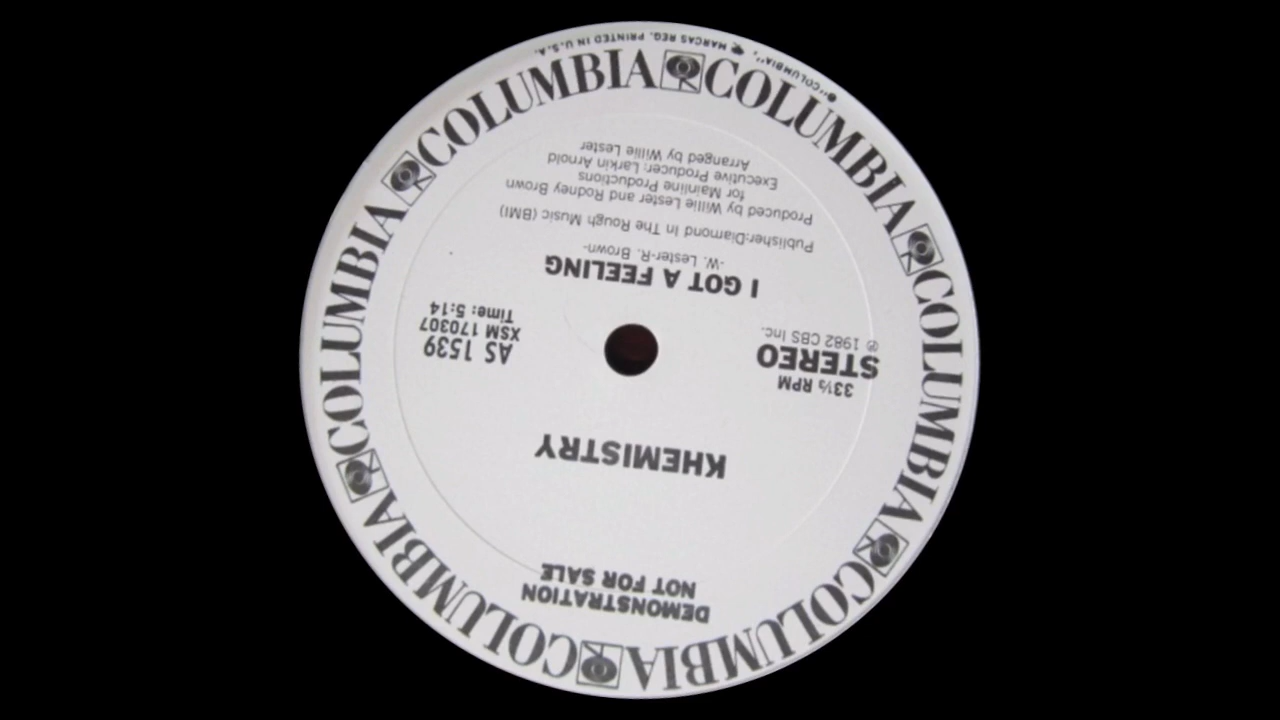 DEMONSTRATION
NOT FOR SALE
KHEMISTRY
33⅓ RPM
STEREO
℗ 1982 CBS Inc.
AS 1539
XSM 170307
Time: 5:14
I GOT A FEELING
-W. Lester-R. Brown-
Publisher:Diamond In The Rough Music (BMI)
Produced by Willie Lester and Rodney Brown
for Mainline Productions
Executive Producer: Larkin Arnold
Arranged by Willie Lester
COLUMBIA
COLUMBIA
COLUMBIA
COLUMBIA
COLUMBIA
COLUMBIA
COLUMBIA
COLUMBIA
"COLUMBIA", MARCAS REG. PRINTED IN U.S.A.